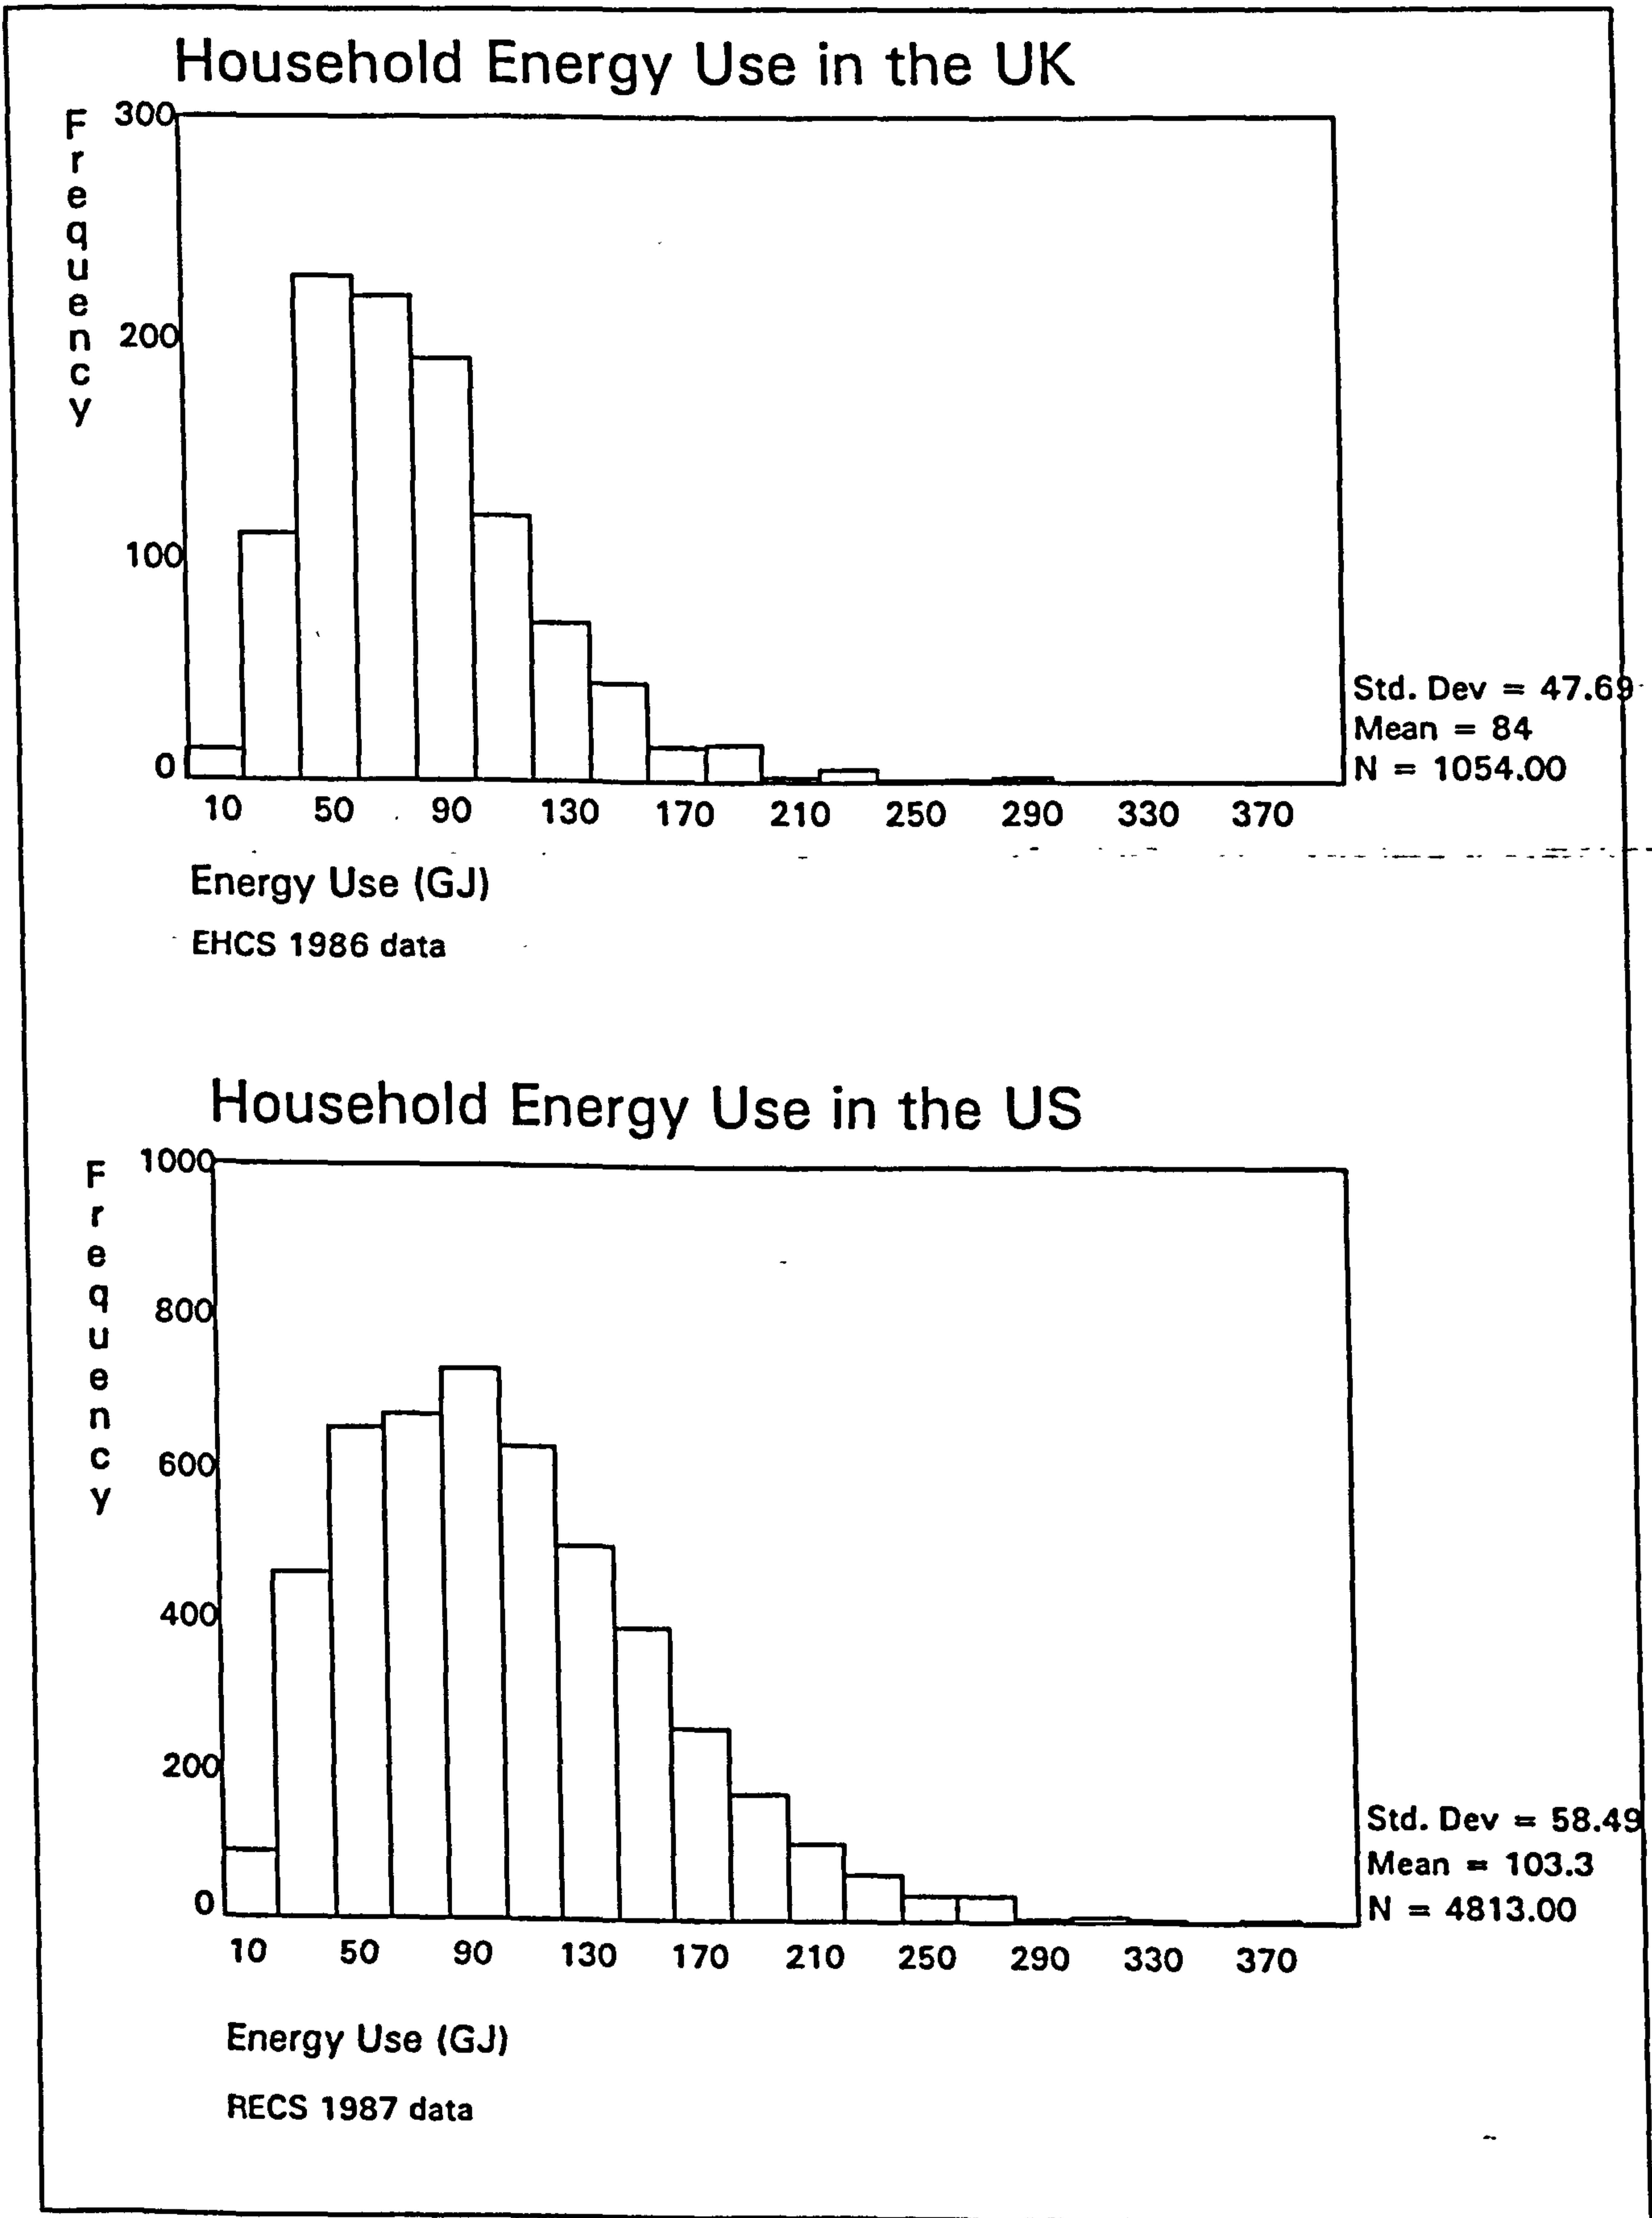 Household Energy Use in the UK
Frequency
300
200
100
0
10 50 90 130 170 210 250 290 330 370
Std. Dev = 47.69
Mean = 84
N = 1054.00
Energy Use (GJ)
EHCS 1986 data
Household Energy Use in the US
Frequency
1000
800
600
400
200
0
10 50 90 130 170 210 250 290 330 370
Std. Dev = 58.49
Mean = 103.3
N = 4813.00
Energy Use (GJ)
RECS 1987 data